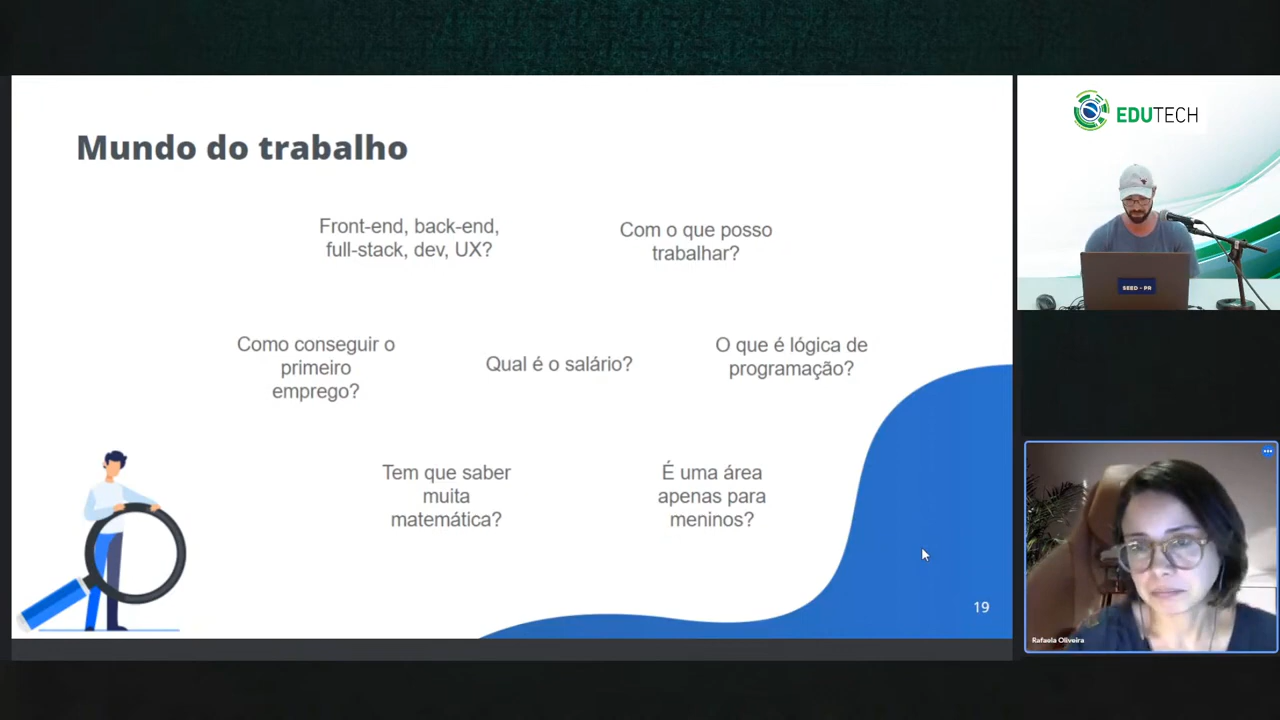 Mundo do trabalho
Front-end, back-end,
full-stack, dev, UX?
Com o que posso
trabalhar?
Como conseguir o
primeiro
emprego?
Qual é o salário?
O que é lógica de
programação?
Tem que saber
muita
matemática?
É uma área
apenas para
meninos?
19
EDUTECH
SEED - PR
Rafaela Oliveira